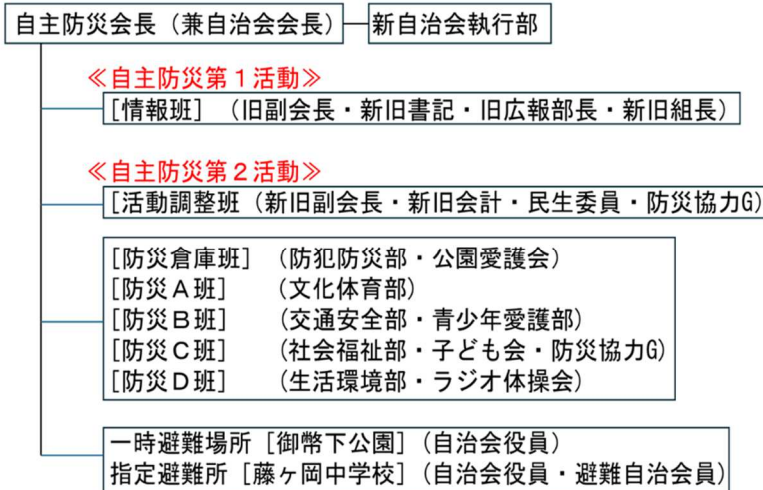 自主防災会長（兼自治会会長） 新自治会執行部
≪自主防災第１活動≫
［情報班］（旧副会長・新旧書記・旧広報部長・新旧組長）
≪自主防災第２活動≫
［活動調整班（新旧副会長・新旧会計・民生委員・防災協力G）
［防災倉庫班］（防犯防災部・公園愛護会）
［防災Ａ班］（文化体育部）
［防災Ｂ班］（交通安全部・青少年愛護部）
［防災Ｃ班］（社会福祉部・子ども会・防災協力G）
［防災Ｄ班］（生活環境部・ラジオ体操会）
一時避難場所［御幣下公園］（自治会役員）
指定避難所［藤ヶ岡中学校］（自治会役員・避難自治会員）